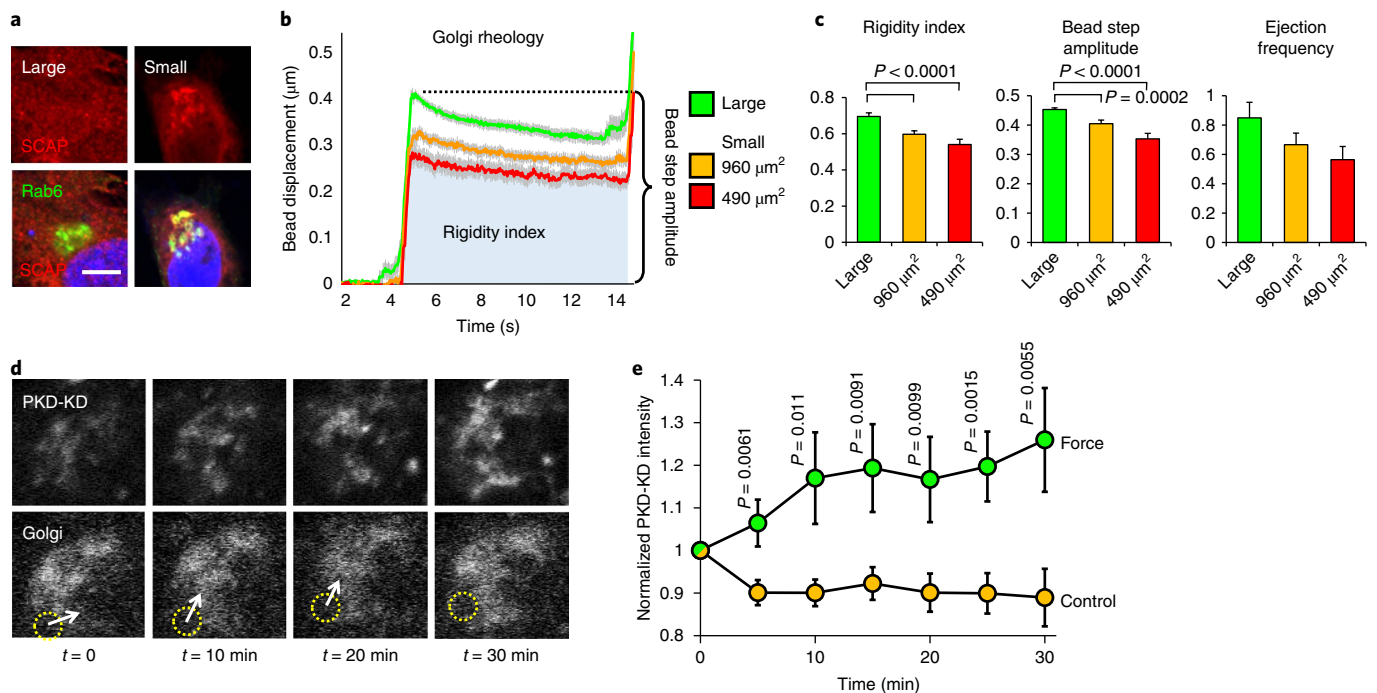 a
Large
Small
SCAP
Rab6
SCAP
b
Golgi rheology
Bead displacement (μm)
0.5
0.4
0.3
0.2
0.1
0
Rigidity index
2 4 6 8 10 12 14
Time (s)
Bead step amplitude
Large
Small
960 μm²
490 μm²
c
Rigidity index
P < 0.0001
0.8
0.6
0.4
0.2
0
Large
960 μm²
490 μm²
Bead step
amplitude
P < 0.0001
P = 0.0002
0.5
0.4
0.3
0.2
0.1
0
Large
960 μm²
490 μm²
Ejection
frequency
1
0.8
0.6
0.4
0.2
0
Large
960 μm²
490 μm²
d
PKD-KD
Golgi
t = 0
t = 10 min
t = 20 min
t = 30 min
e
Normalized PKD-KD intensity
1.4
1.3
1.2
1.1
1
0.9
0.8
P = 0.0061
P = 0.011
P = 0.0091
P = 0.0099
P = 0.0015
P = 0.0055
Force
Control
0 10 20 30
Time (min)